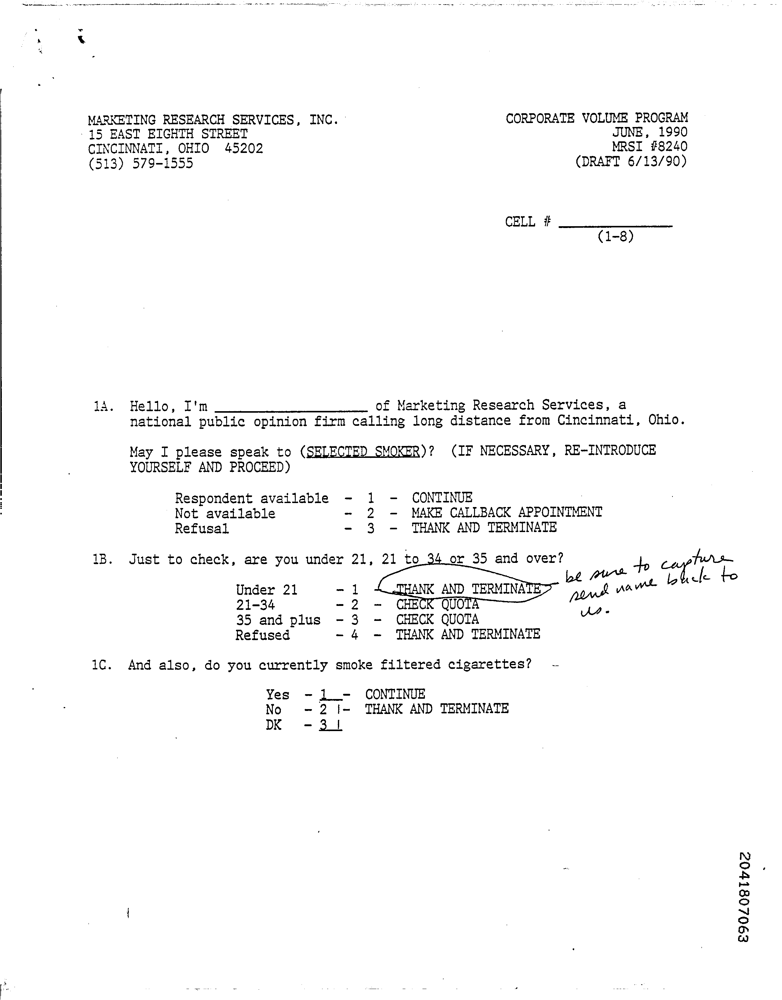 MARKETING RESEARCH SERVICES, INC.
15 EAST EIGHTH STREET
CINCINNATI, OHIO 45202
(513) 579-1555
CORPORATE VOLUME PROGRAM
JUNE, 1990
MRSI #8240
(DRAFT 6/13/90)
CELL # ________________
(1-8)
1A. Hello, I'm ____________________ of Marketing Research Services, a
national public opinion firm calling long distance from Cincinnati, Ohio.
May I please speak to (SELECTED SMOKER)? (IF NECESSARY, RE-INTRODUCE
YOURSELF AND PROCEED)
Respondent available - 1 - CONTINUE
Not available - 2 - MAKE CALLBACK APPOINTMENT
Refusal - 3 - THANK AND TERMINATE
1B. Just to check, are you under 21, 21 to 34 or 35 and over?
Under 21 - 1 - THANK AND TERMINATE
21-34 - 2 - CHECK QUOTA
35 and plus - 3 - CHECK QUOTA
Refused - 4 - THANK AND TERMINATE
be sure to capture
send name back to
us.
1C. And also, do you currently smoke filtered cigarettes?
Yes - 1 - CONTINUE
No - 2 - THANK AND TERMINATE
DK - 3
2041807063